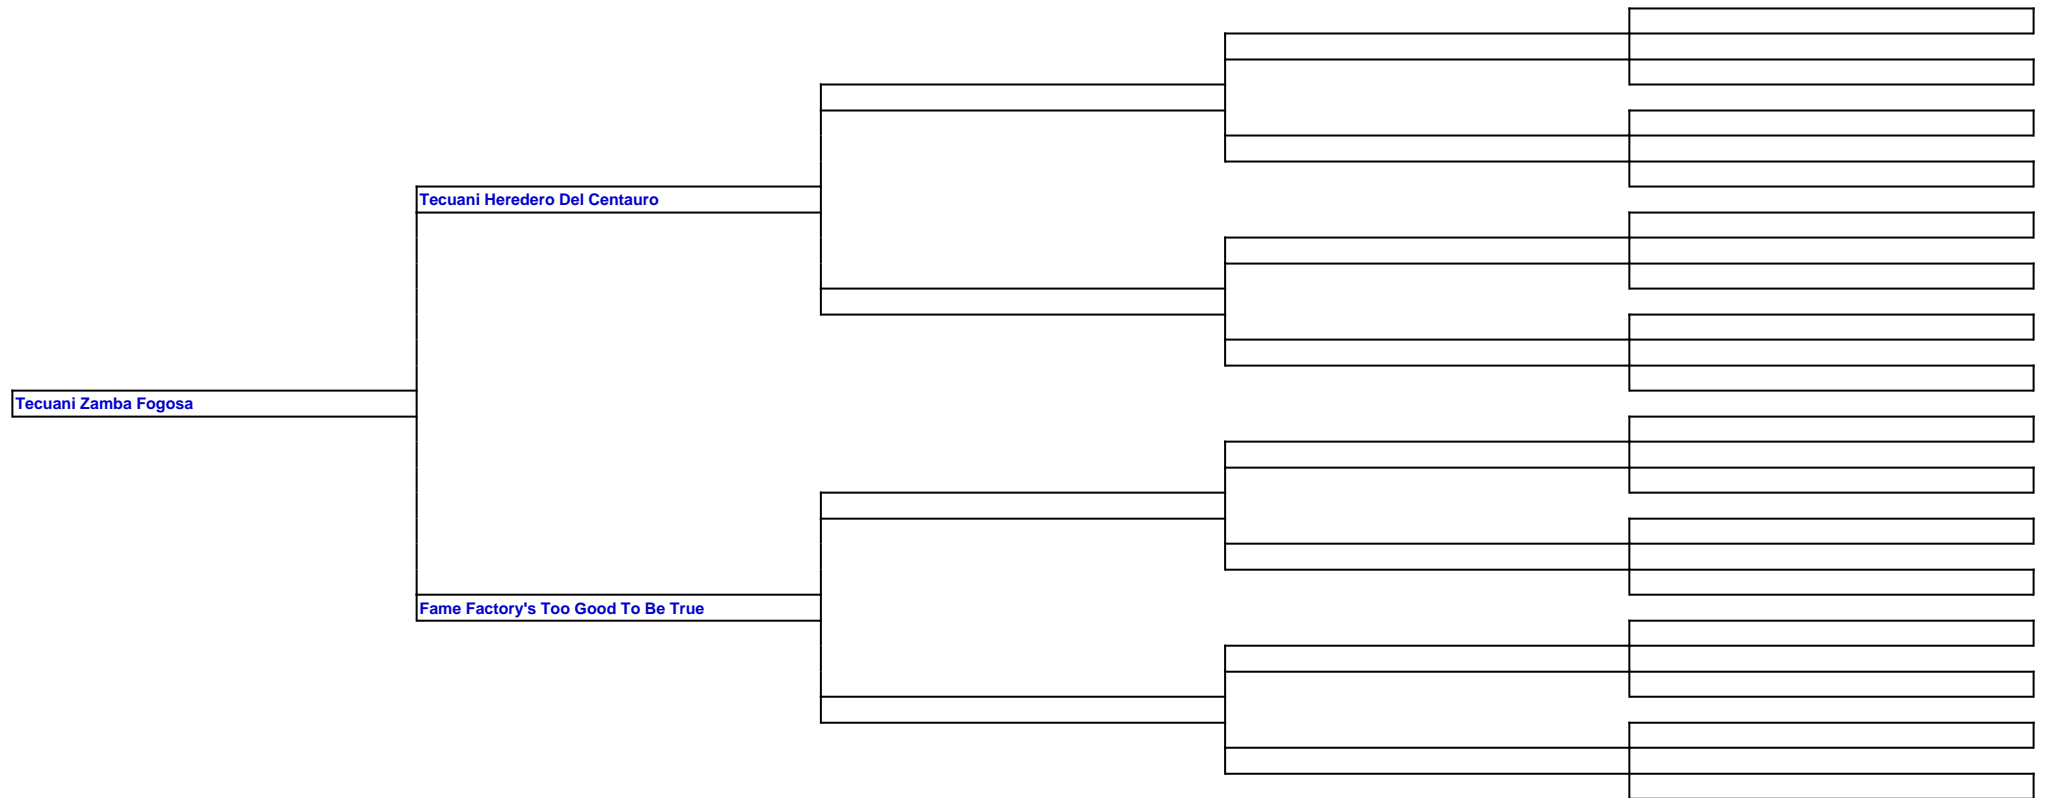 Tecuani Heredero Del Centauro
Tecuani Zamba Fogosa
Fame Factory's Too Good To Be True